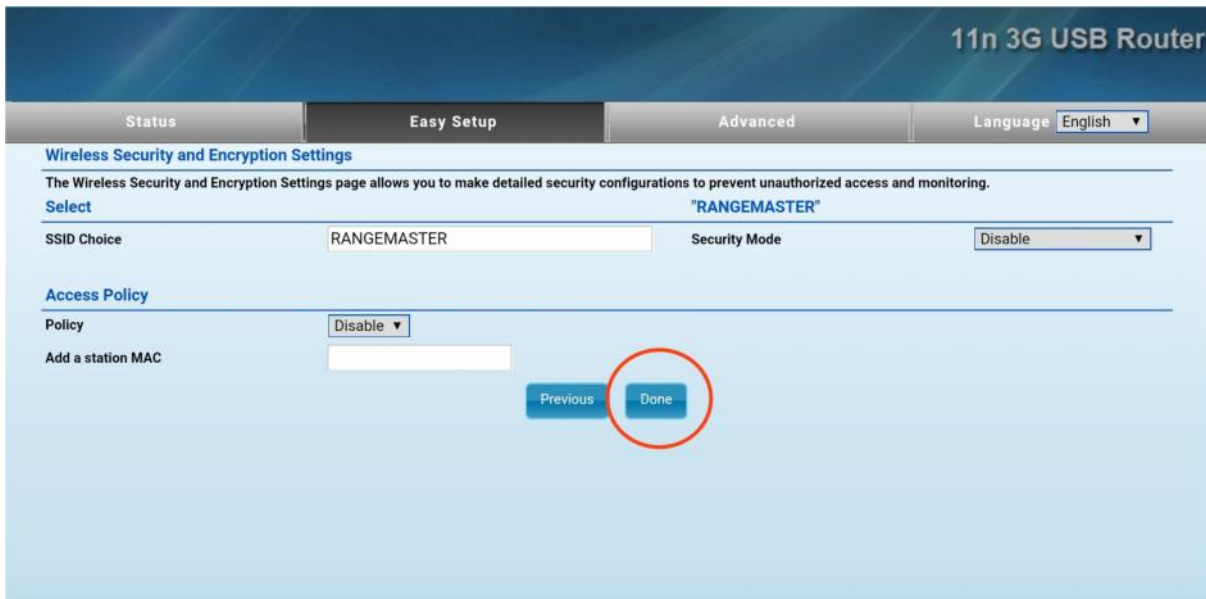 11n 3G USB Router
Status Easy Setup Advanced Language English
Wireless Security and Encryption Settings
The Wireless Security and Encryption Settings page allows you to make detailed security configurations to prevent unauthorized access and monitoring.
Select "RANGEMASTER"
SSID Choice RANGEMASTER Security Mode Disable
Access Policy
Policy Disable
Add a station MAC
Previous Done